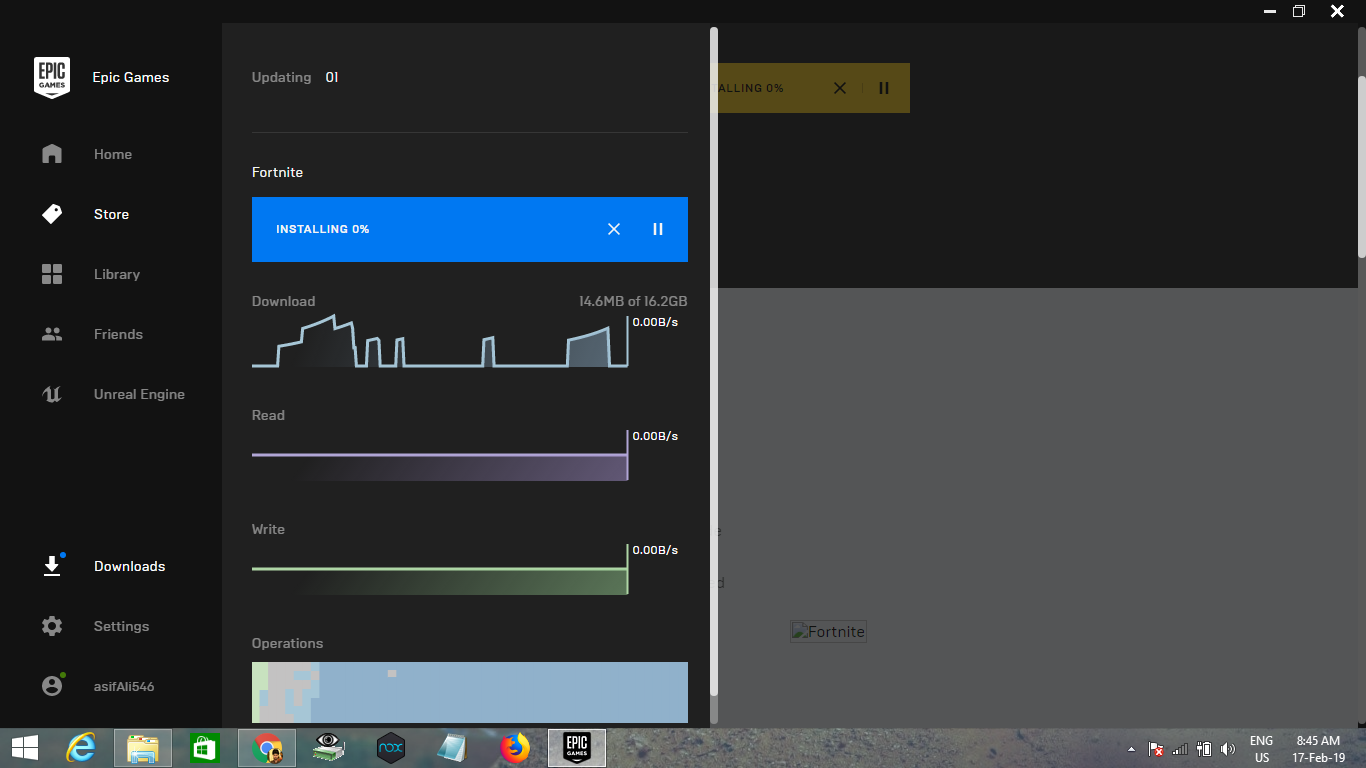 EPIC
GAMES
Epic Games
Home
Store
Library
Friends
Unreal Engine
Downloads
Settings
asifAli546
Updating 01
Fortnite
INSTALLING 0%
Download 14.6MB of 16.2GB
0.00B/s
Read
0.00B/s
Write
0.00B/s
Operations
TALLING 0%
e
d
Fortnite
nox
EPIC
GAMES
ENG
US
8:45 AM
17-Feb-19